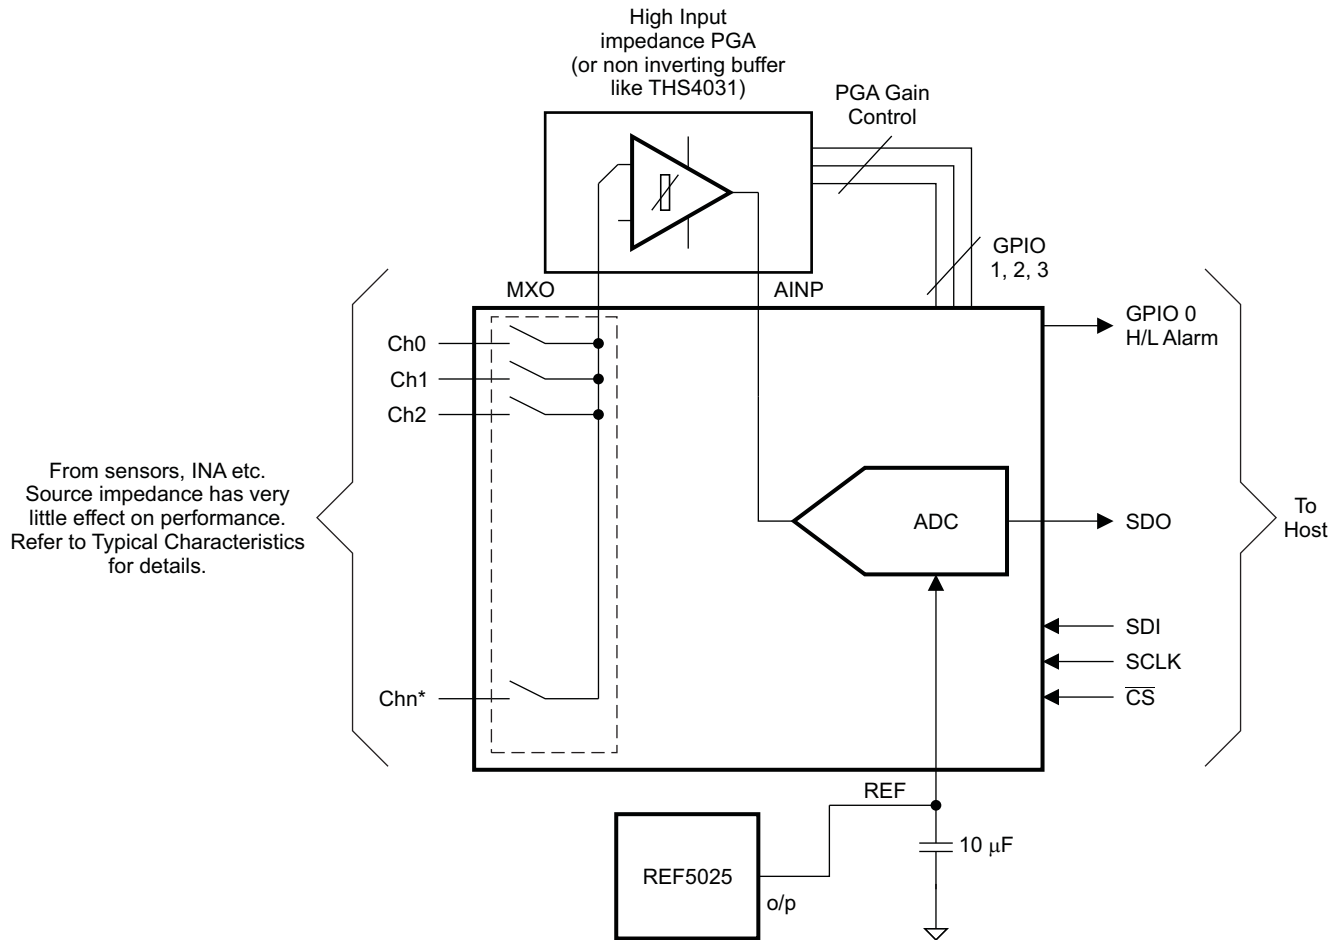 High Input
impedance PGA
(or non inverting buffer
like THS4031)
PGA Gain
Control
GPIO
1, 2, 3
MXO
AINP
GPIO 0
H/L Alarm
Ch0
Ch1
Ch2
From sensors, INA etc.
Source impedance has very
little effect on performance.
Refer to Typical Characteristics
for details.
ADC
SDO
To
Host
SDI
SCLK
Chn*
C̅S̅
REF
10 μF
REF5025
o/p